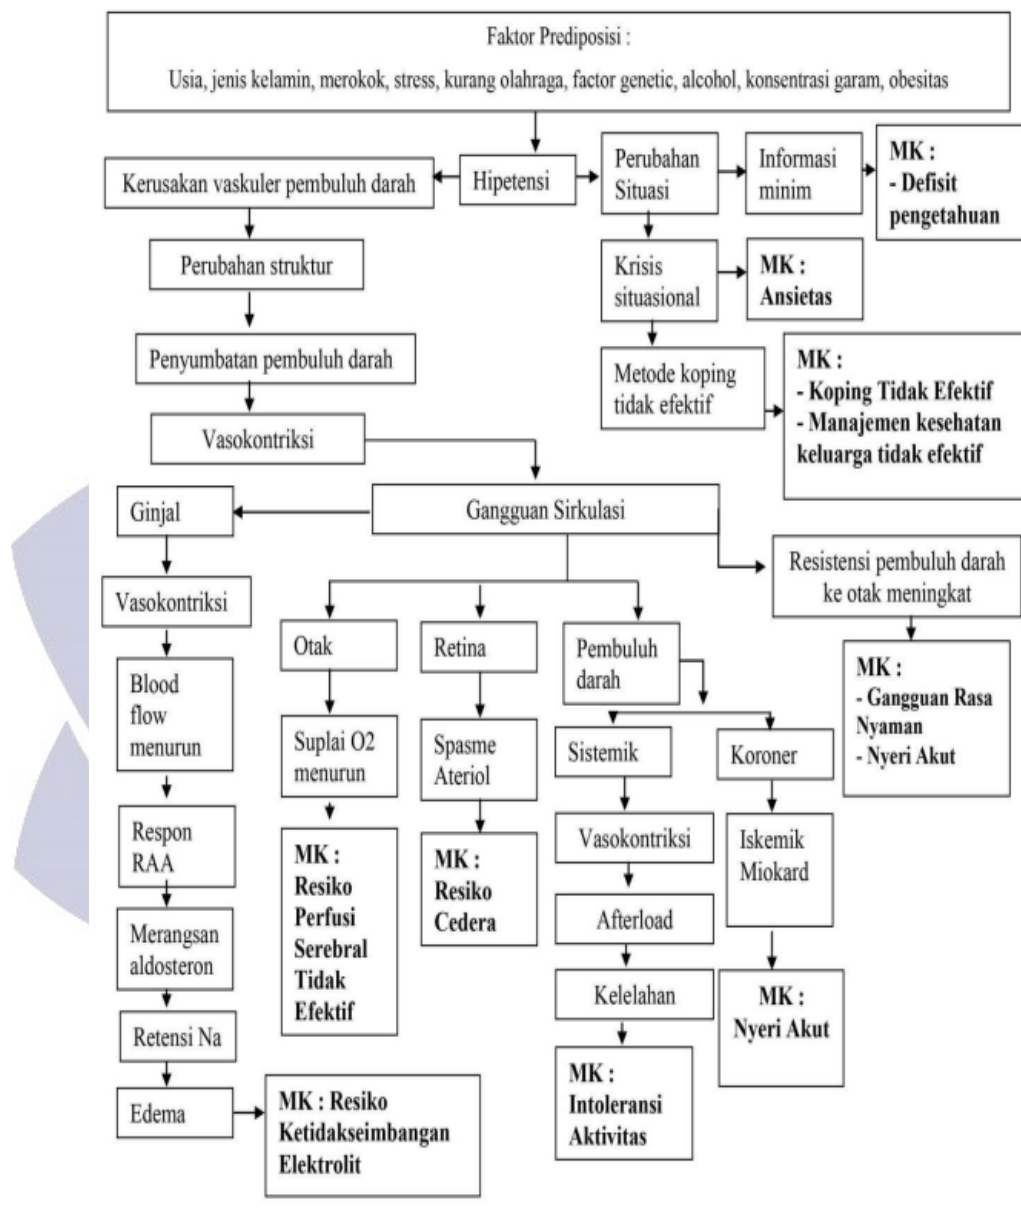 Faktor Prediposisi :
Usia, jenis kelamin, merokok, stress, kurang olahraga, factor genetic, alcohol, konsentrasi garam, obesitas
Kerusakan vaskuler pembuluh darah
Hipetensi
Perubahan
Situasi
Informasi
minim
MK :
- Defisit
pengetahuan
Perubahan struktur
Krisis
situasional
MK :
Ansietas
Penyumbatan pembuluh darah
Metode koping
tidak efektif
MK :
- Koping Tidak Efektif
- Manajemen kesehatan
keluarga tidak efektif
Vasokontriksi
Gangguan Sirkulasi
Ginjal
Vasokontriksi
Blood
flow
menurun
Respon
RAA
Merangsan
aldosteron
Retensi Na
Edema
MK : Resiko
Ketidakseimbangan
Elektrolit
Otak
Suplai O2
menurun
MK :
Resiko
Perfusi
Serebral
Tidak
Efektif
Retina
Spasme
Ateriol
MK :
Resiko
Cedera
Pembuluh
darah
Sistemik
Vasokontriksi
Afterload
Kelelahan
MK :
Intoleransi
Aktivitas
Koroner
Iskemik
Miokard
MK :
Nyeri Akut
Resistensi pembuluh darah
ke otak meningkat
MK :
- Gangguan Rasa
Nyaman
- Nyeri Akut